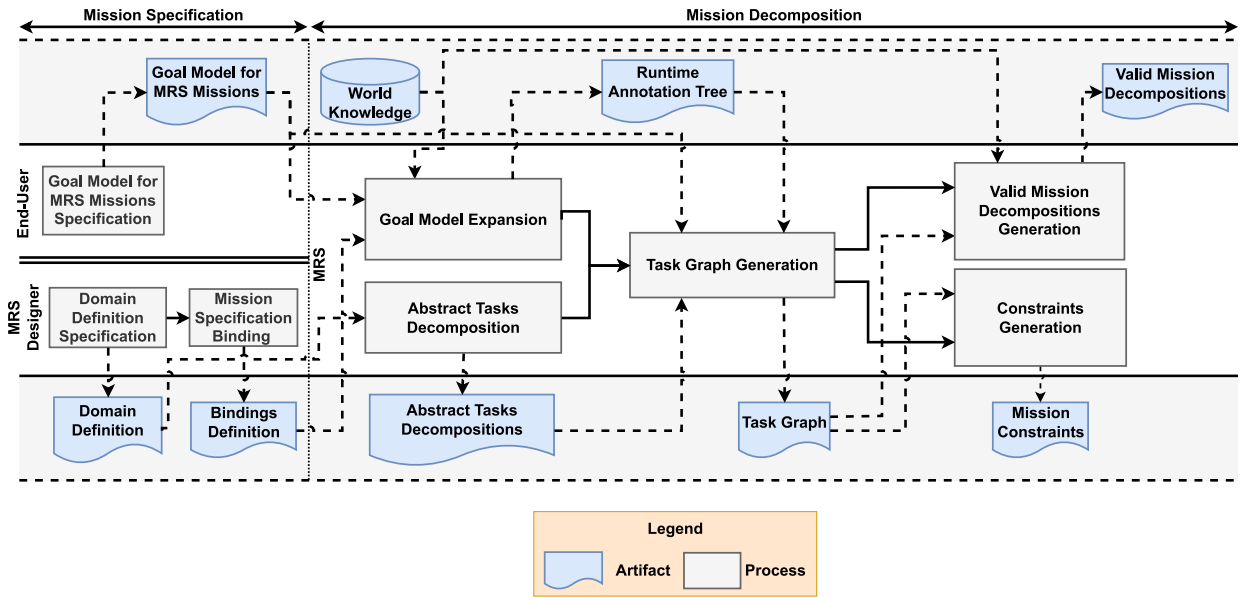 Mission Specification
Mission Decomposition
Goal Model for
MRS Missions
World
Knowledge
Runtime
Annotation Tree
Valid Mission
Decompositions
End-User
Goal Model for
MRS Missions
Specification
MRS
Goal Model Expansion
Valid Mission
Decompositions
Generation
Task Graph Generation
MRS
Designer
Domain
Definition
Specification
Mission
Specification
Binding
Abstract Tasks
Decomposition
Constraints
Generation
Domain
Definition
Bindings
Definition
Abstract Tasks
Decompositions
Task Graph
Mission
Constraints
Legend
Artifact
Process